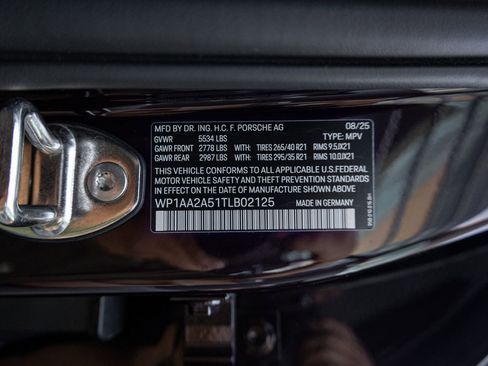 MFD BY DR. ING. H.C. F. PORSCHE AG 08/25
GVWR 5534 LBS TYPE: MPV
GAWR FRONT 2778 LBS WITH: TIRES 265/40 R21 RIMS 9.5JX21
GAWR REAR 2987 LBS WITH: TIRES 295/35 R21 RIMS 10.0JX21
THIS VEHICLE CONFORMS TO ALL APPLICABLE U.S. FEDERAL
MOTOR VEHICLE SAFETY AND THEFT PREVENTION
STANDARDS IN EFFECT ON THE DATE OF MANUFACTURE SHOWN ABOVE.
WP1AA2A51TLB02125 MADE IN GERMANY